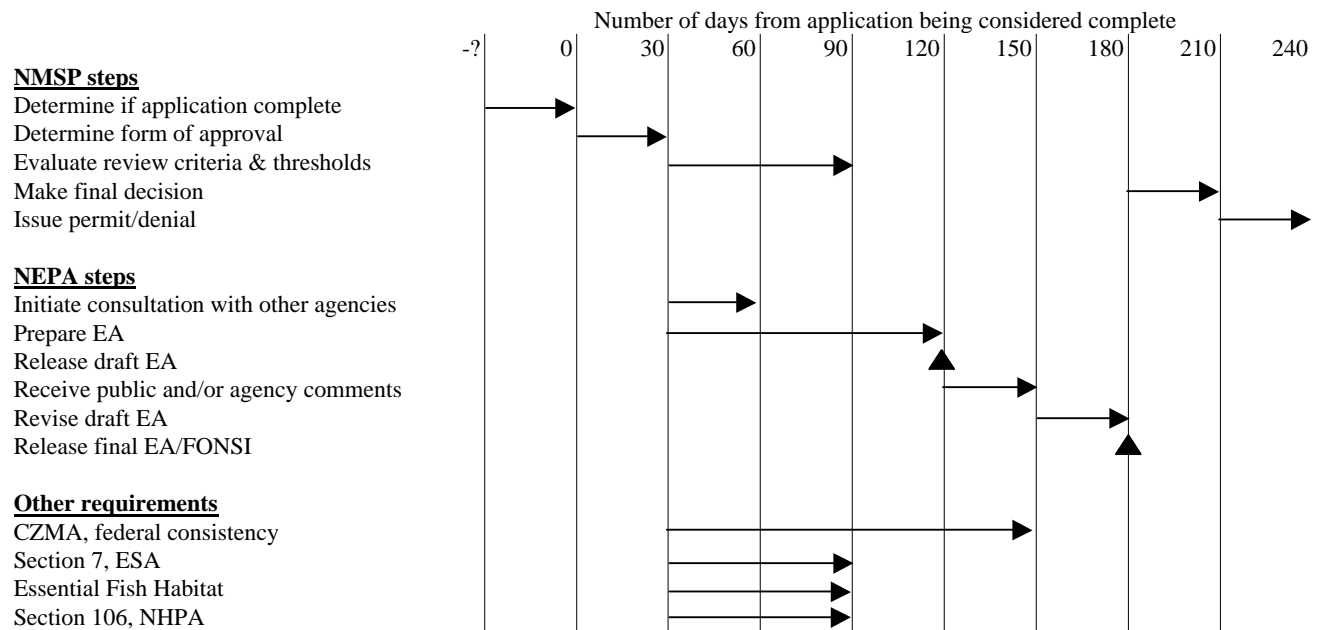 Number of days from application being considered complete
-? 0 30 60 90 120 150 180 210 240
NMSP steps
Determine if application complete
Determine form of approval
Evaluate review criteria & thresholds
Make final decision
Issue permit/denial
NEPA steps
Initiate consultation with other agencies
Prepare EA
Release draft EA
Receive public and/or agency comments
Revise draft EA
Release final EA/FONSI
Other requirements
CZMA, federal consistency
Section 7, ESA
Essential Fish Habitat
Section 106, NHPA